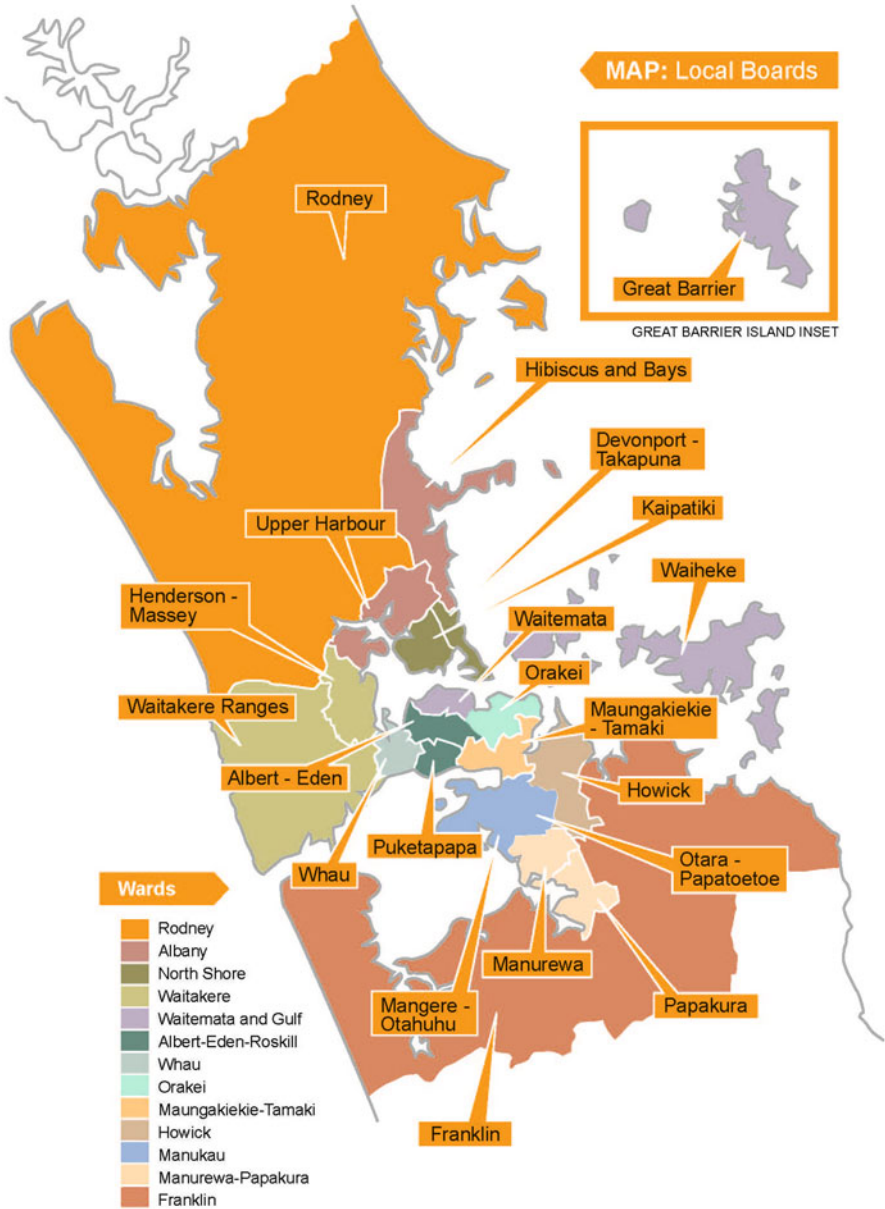 MAP: Local Boards
Rodney
Great Barrier
GREAT BARRIER ISLAND INSET
Hibiscus and Bays
Devonport -
Takapuna
Kaipatiki
Upper Harbour
Waiheke
Henderson -
Massey
Waitemata
Orakei
Waitakere Ranges
Maungakiekie
- Tamaki
Albert - Eden
Howick
Puketapapa
Whau
Otara -
Papatoetoe
Manurewa
Mangere -
Otahuhu
Papakura
Franklin
Wards
Rodney
Albany
North Shore
Waitakere
Waitemata and Gulf
Albert-Eden-Roskill
Whau
Orakei
Maungakiekie-Tamaki
Howick
Manukau
Manurewa-Papakura
Franklin